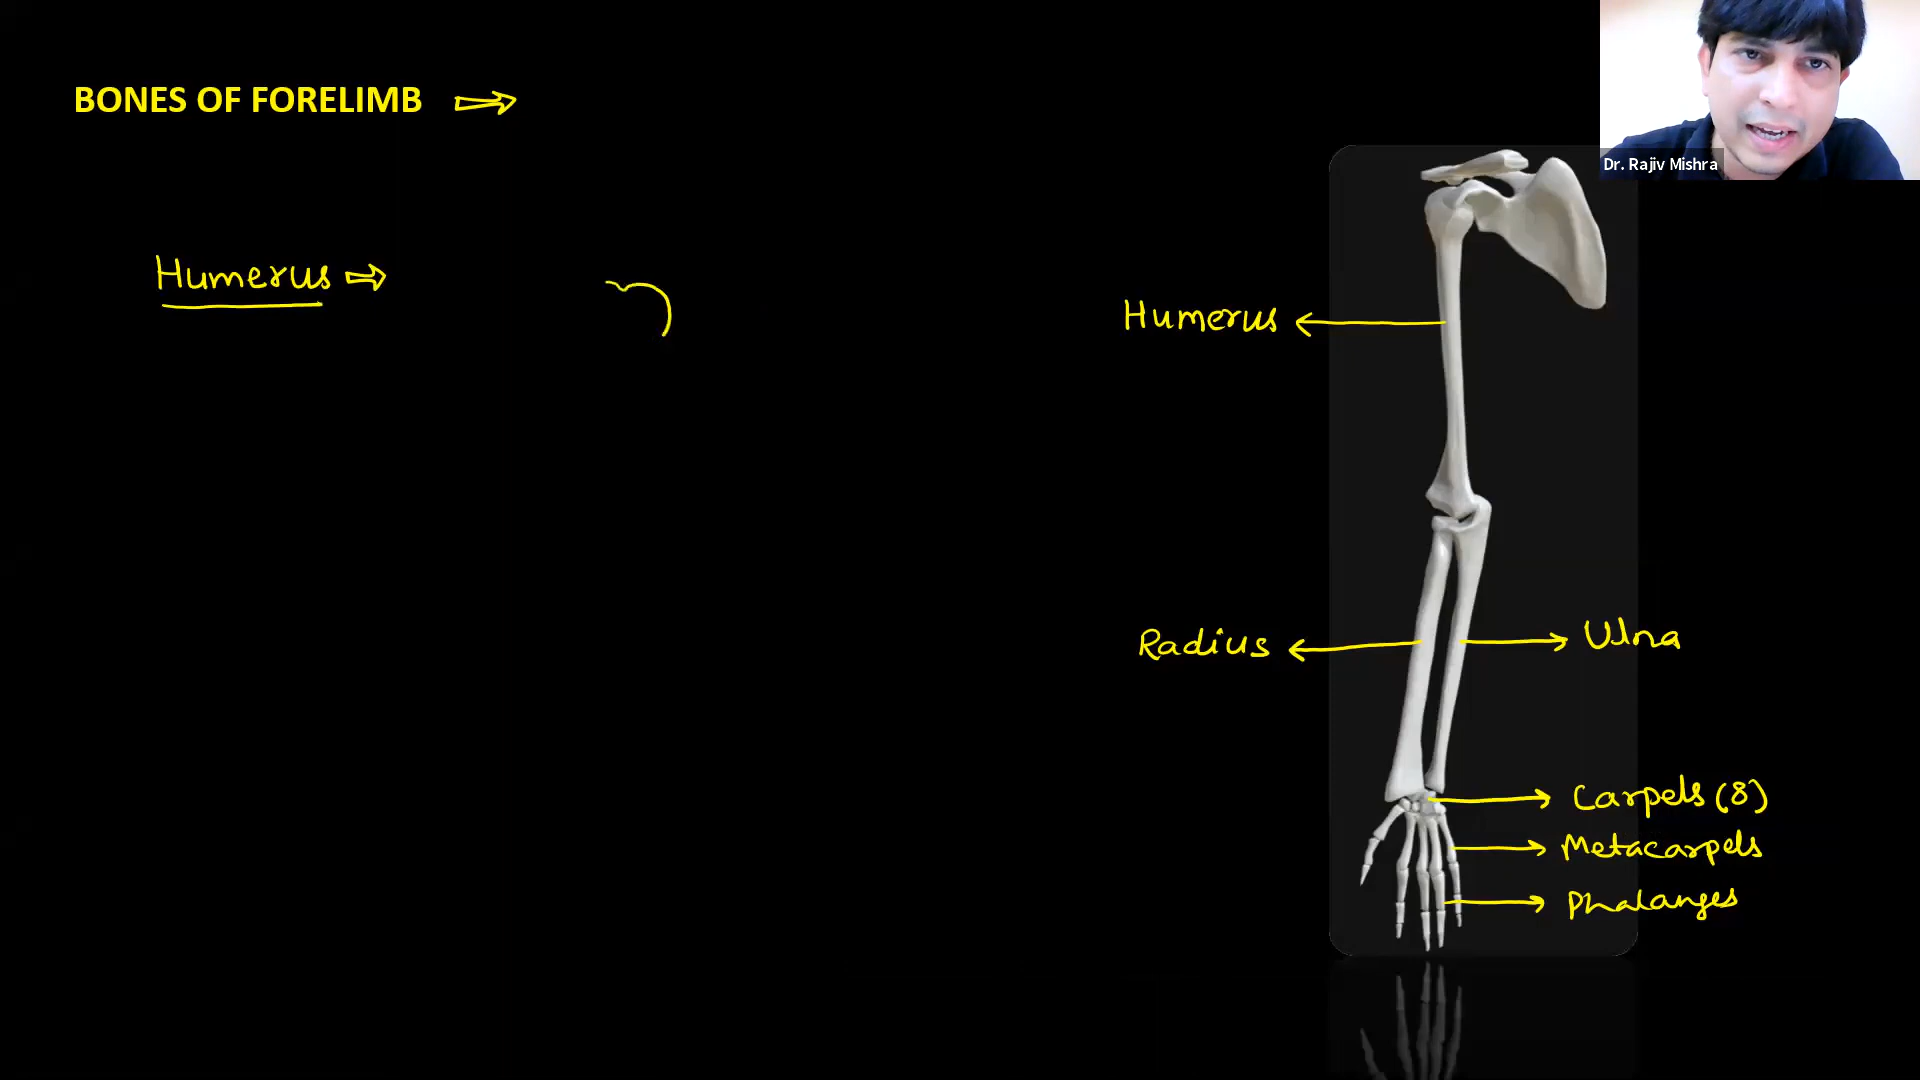 BONES OF FORELIMB
Dr. Rajiv Mishra
Humerus
Humerus
Radius
Ulna
Carpels (8)
Metacarpels
Phalanges